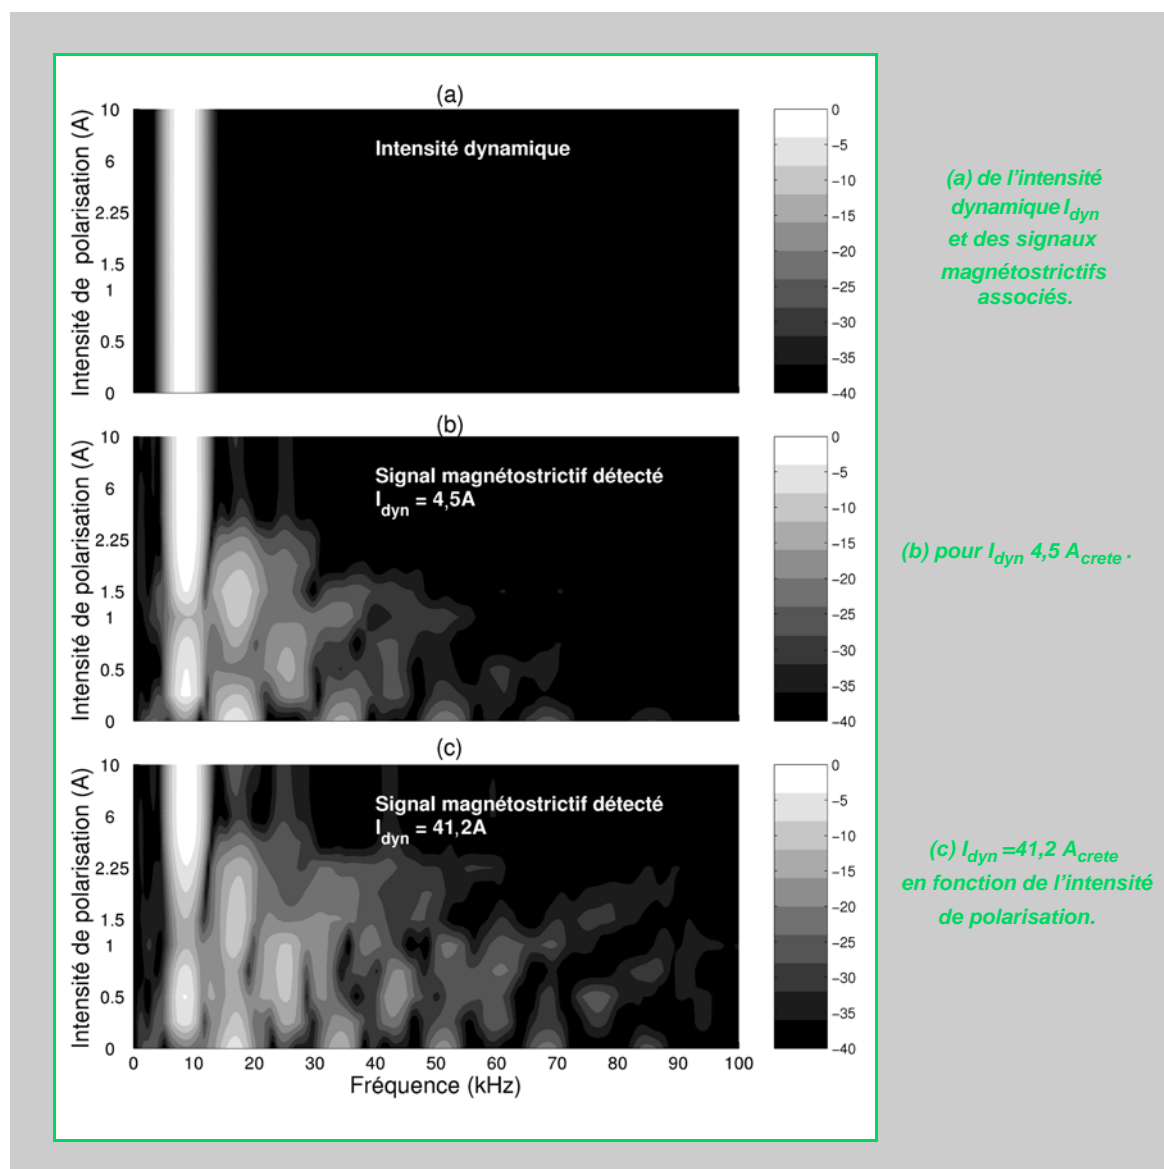 (a)
Intensité de polarisation (A)
10
6
2.25
1.5
1
0.5
0
Intensité dynamique
0
−5
−10
−15
−20
−25
−30
−35
−40
(a) de l'intensité
dynamique Idyn
et des signaux
magnétostrictifs
associés.
(b)
Intensité de polarisation (A)
10
6
2.25
1.5
1
0.5
0
Signal magnétostrictif détecté
Idyn = 4,5A
0
−5
−10
−15
−20
−25
−30
−35
−40
(b) pour Idyn 4,5 Acrete .
(c)
Intensité de polarisation (A)
10
6
2.25
1.5
1
0.5
0
Signal magnétostrictif détecté
Idyn = 41,2A
0
−5
−10
−15
−20
−25
−30
−35
−40
0 10 20 30 40 50 60 70 80 90 100
Fréquence (kHz)
(c) Idyn =41,2 Acrete
en fonction de l'intensité
de polarisation.